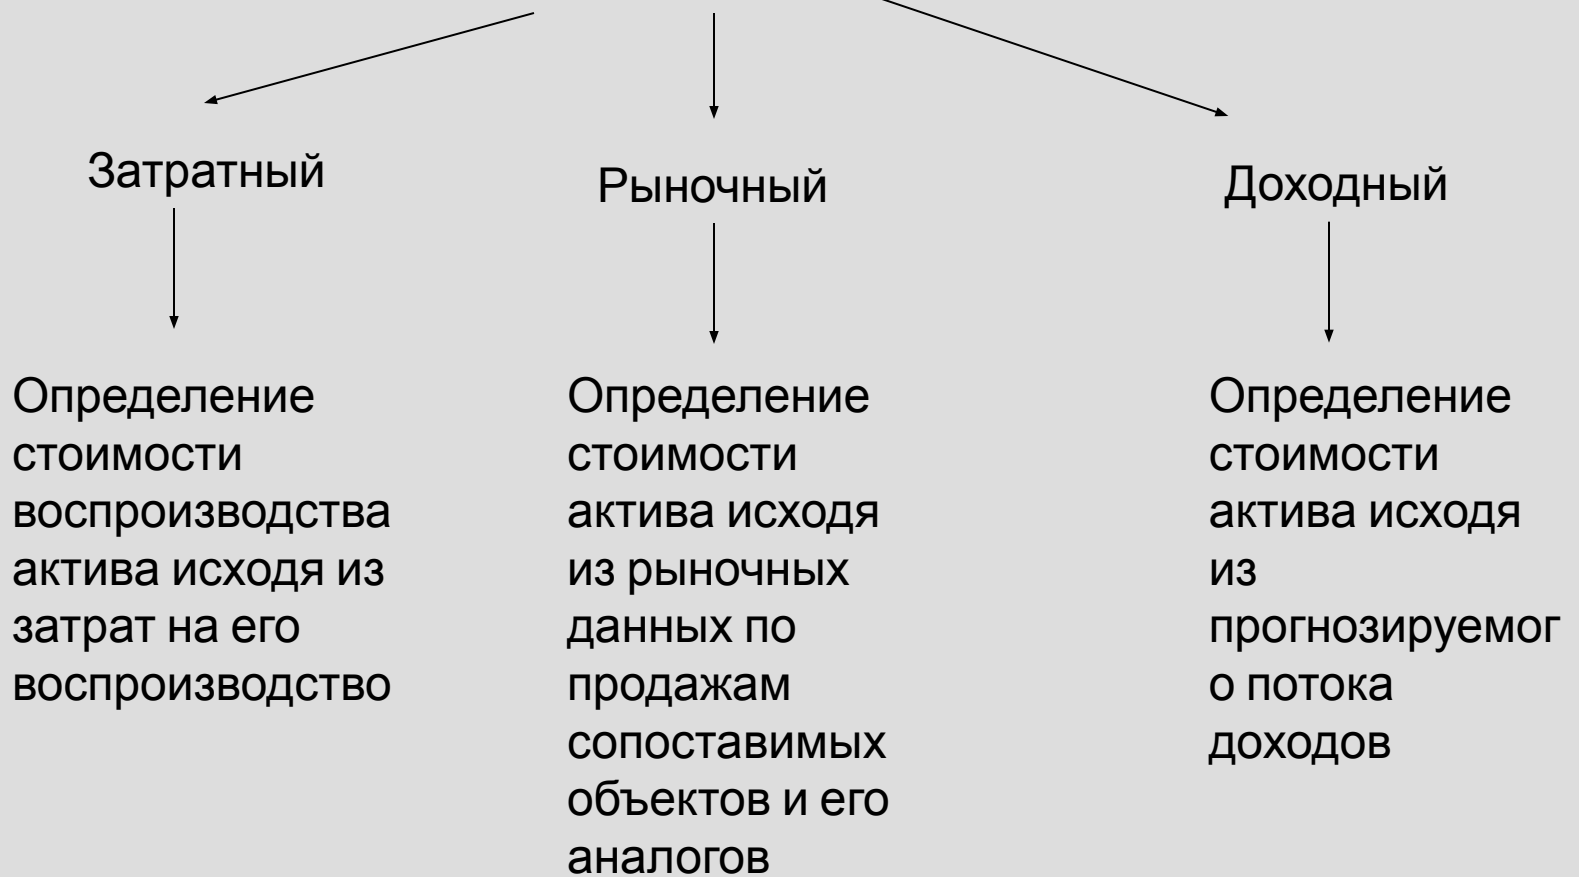 Затратный
Рыночный
Доходный
Определение
стоимости
воспроизводства
актива исходя из
затрат на его
воспроизводство
Определение
стоимости
актива исходя
из рыночных
данных по
продажам
сопоставимых
объектов и его
аналогов
Определение
стоимости
актива исходя
из
прогнозируемог
о потока
доходов